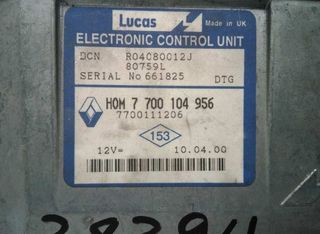 Lucas Made in UK
ELECTRONIC CONTROL UNIT
DCN R04080012J
80759L
SERIAL No 661825 DTG
HOM 7 700 104 956
7700111206
153
12V= 10.04.00